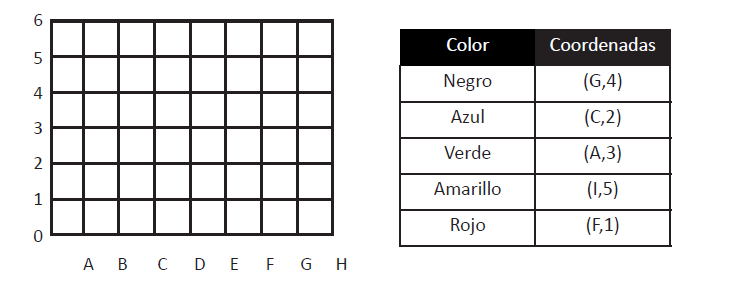 6
5
4
3
2
1
0
A B C D E F G H
Color Coordenadas
Negro (G,4)
Azul (C,2)
Verde (A,3)
Amarillo (I,5)
Rojo (F,1)